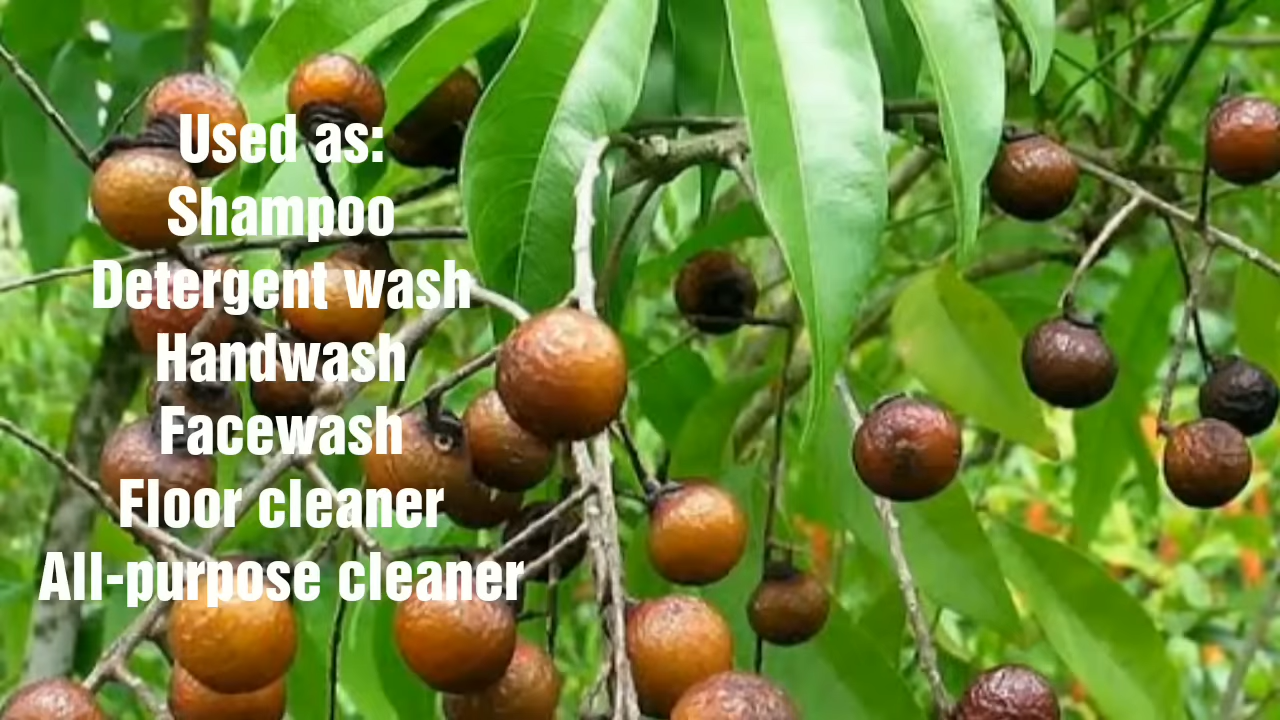 Used as:
Shampoo
Detergent wash
Handwash
Facewash
Floor cleaner
All-purpose cleaner